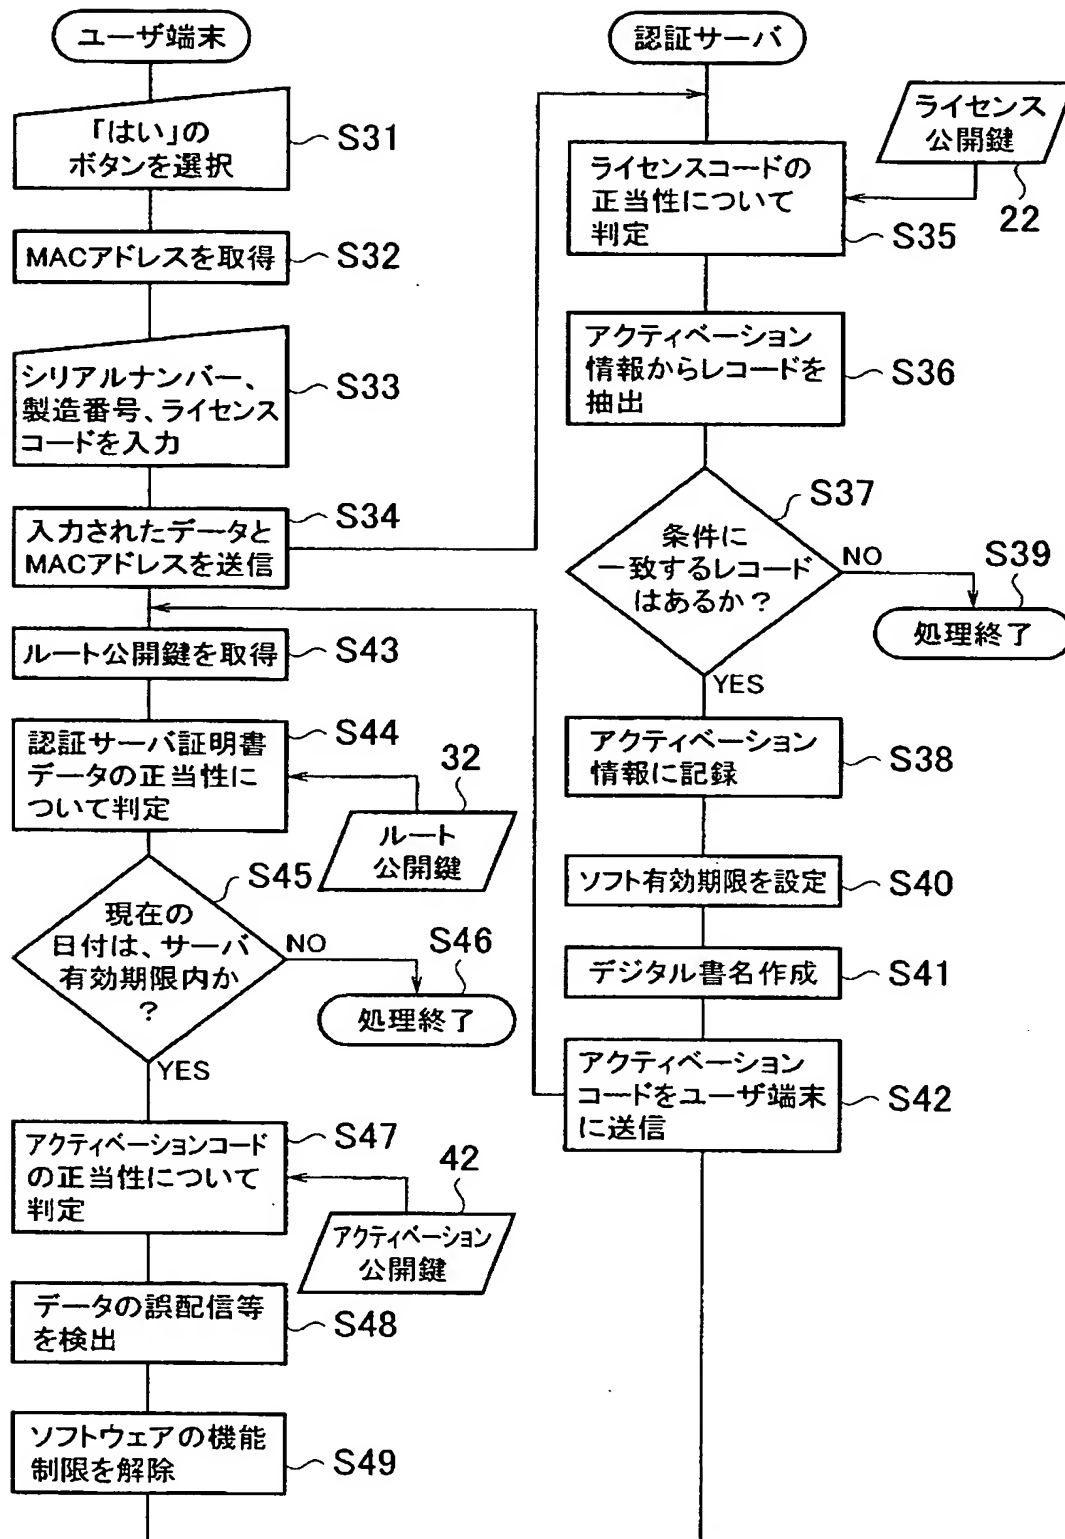 ユーザ端末
「はい」の
ボタンを選択
S31
MACアドレスを取得
S32
シリアルナンバー、
製造番号、ライセンス
コードを入力
S33
入力されたデータと
MACアドレスを送信
S34
ルート公開鍵を取得
S43
認証サーバ証明書
データの正当性に
ついて判定
S44
32
ルート
公開鍵
現在の
日付は、サーバ
有効期限内か
?
S45
NO
S46
処理終了
YES
アクティベーションコード
の正当性について
判定
S47
42
アクティベーション
公開鍵
データの誤配信等
を検出
S48
ソフトウェアの機能
制限を解除
S49
認証サーバ
ライセンス
公開鍵
22
ライセンスコードの
正当性について
判定
S35
アクティベーション
情報からレコードを
抽出
S36
条件に
一致するレコード
はあるか?
S37
NO
S39
処理終了
YES
アクティベーション
情報に記録
S38
ソフト有効期限を設定
S40
デジタル書名作成
S41
アクティベーション
コードをユーザ端末
に送信
S42